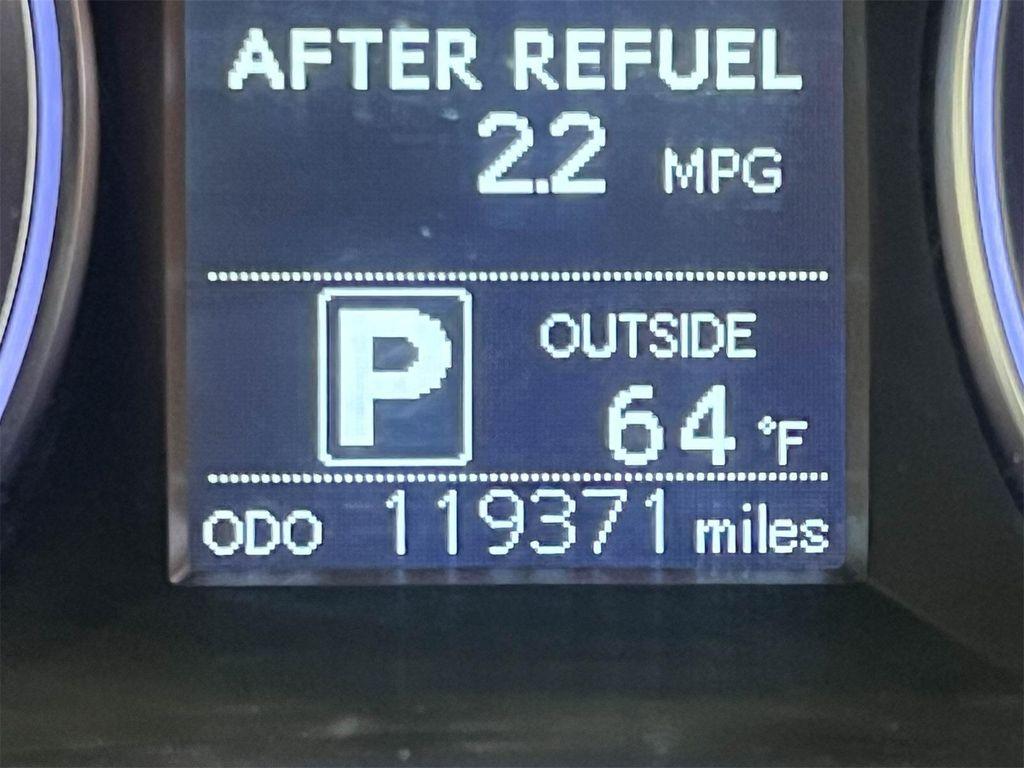 AFTER REFUEL
2.2 MPG
P
OUTSIDE
64 °F
ODO 119371 miles